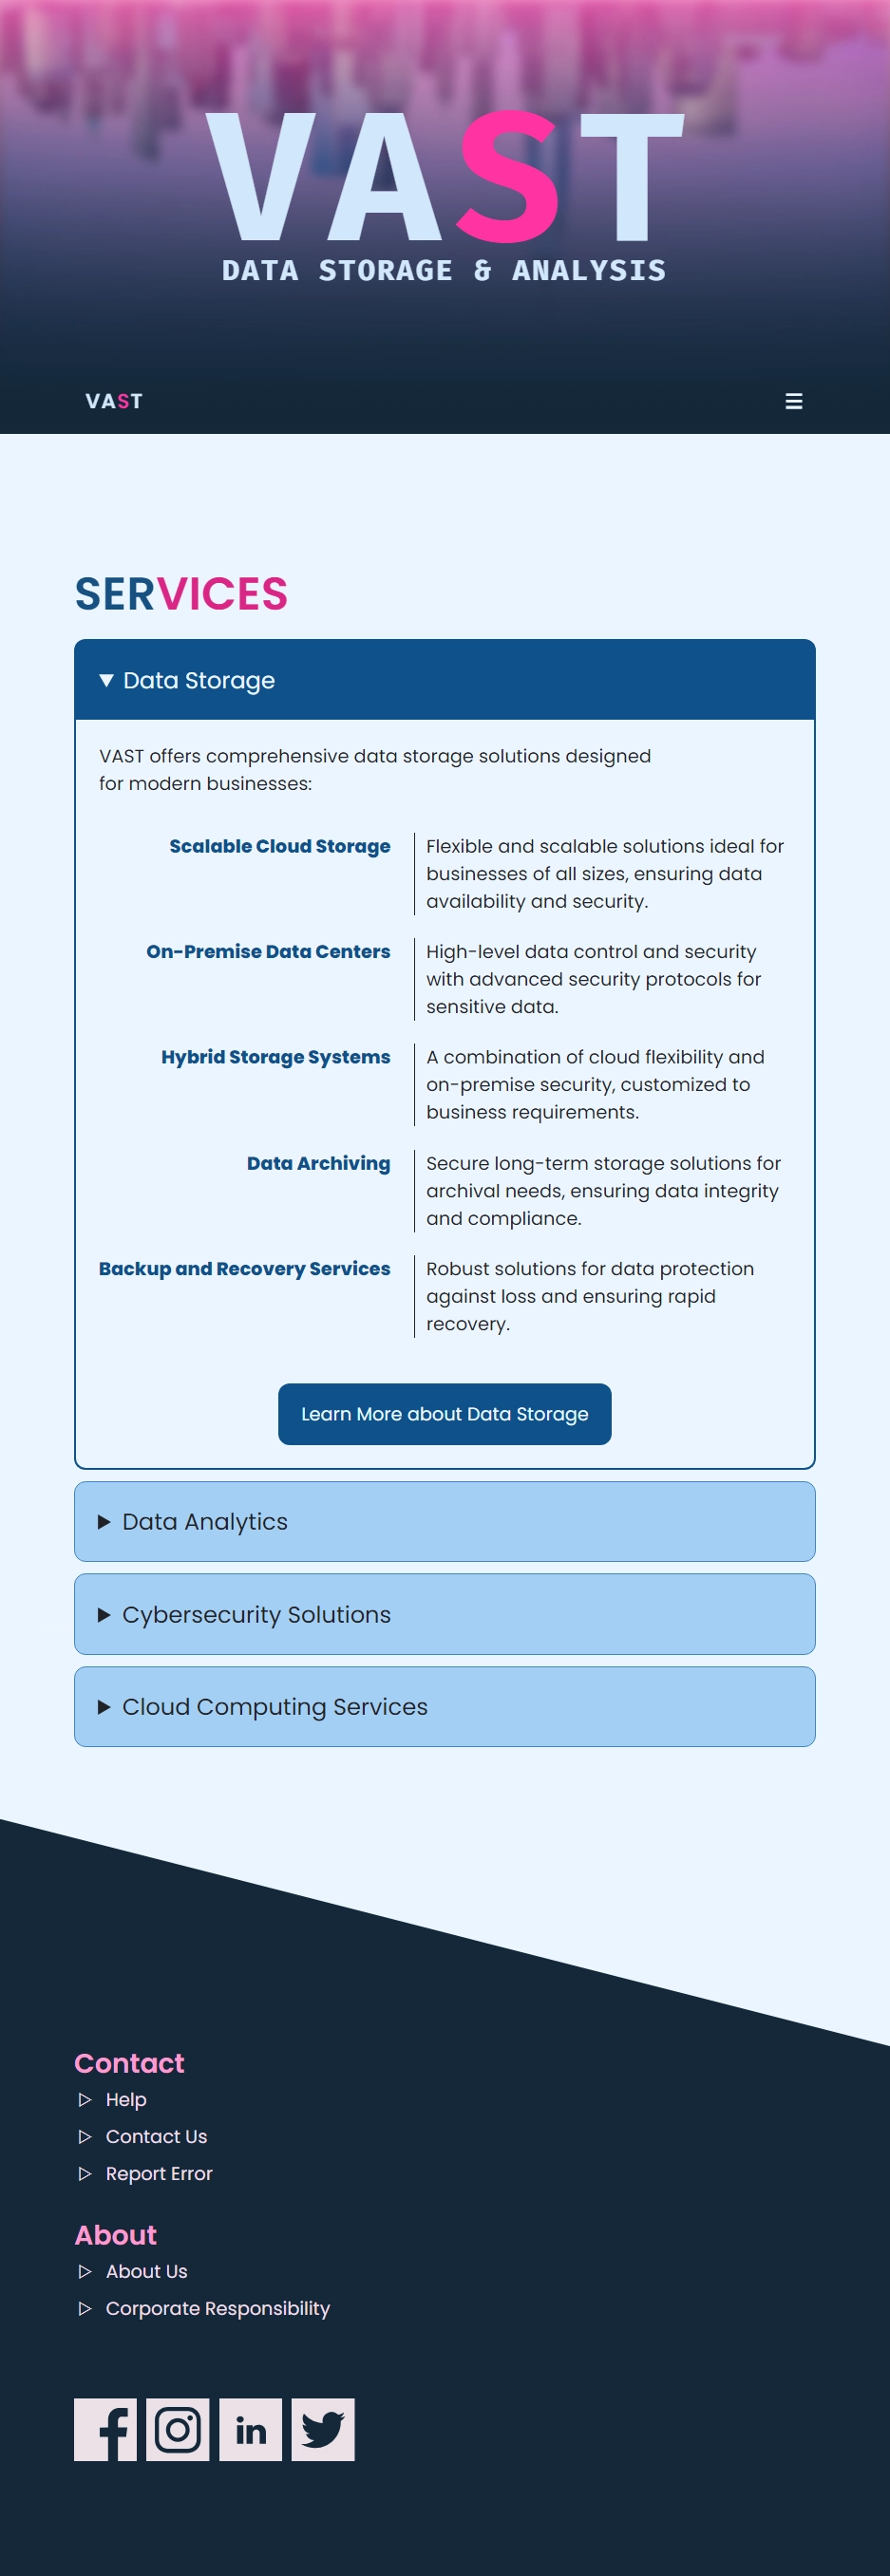 VAST
DATA STORAGE & ANALYSIS
VAST
SERVICES
Data Storage
VAST offers comprehensive data storage solutions designed
for modern businesses:
Scalable Cloud Storage
Flexible and scalable solutions ideal for
businesses of all sizes, ensuring data
availability and security.
On-Premise Data Centers
High-level data control and security
with advanced security protocols for
sensitive data.
Hybrid Storage Systems
A combination of cloud flexibility and
on-premise security, customized to
business requirements.
Data Archiving
Secure long-term storage solutions for
archival needs, ensuring data integrity
and compliance.
Backup and Recovery Services
Robust solutions for data protection
against loss and ensuring rapid
recovery.
Learn More about Data Storage
Data Analytics
Cybersecurity Solutions
Cloud Computing Services
Contact
Help
Contact Us
Report Error
About
About Us
Corporate Responsibility